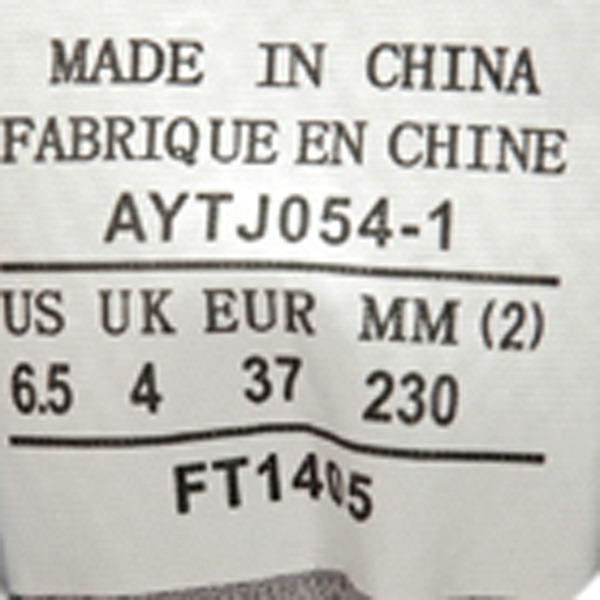 MADE IN CHINA
FABRIQUE EN CHINE
AYTJ054-1
US UK EUR MM (2)
6.5 4 37 230
FT1405